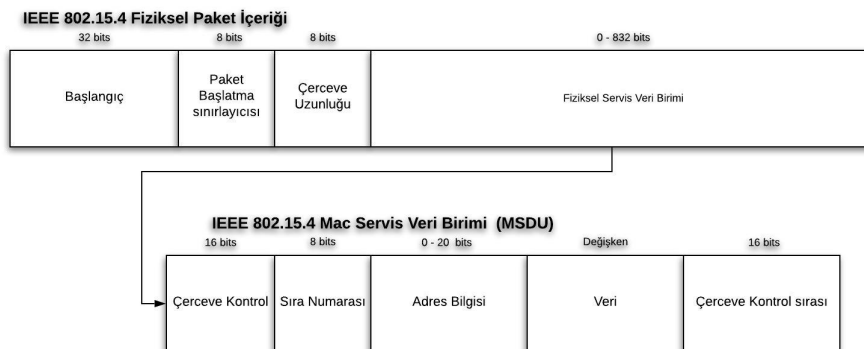 IEEE 802.15.4 Fiziksel Paket İçeriği
32 bits
8 bits
8 bits
0 - 832 bits
Başlangıç
Paket
Başlatma
sınırlayıcısı
Çerceve
Uzunluğu
Fiziksel Servis Veri Birimi
IEEE 802.15.4 Mac Servis Veri Birimi (MSDU)
16 bits
8 bits
0 - 20 bits
Değişken
16 bits
Çerceve Kontrol
Sıra Numarası
Adres Bilgisi
Veri
Çerceve Kontrol sırası